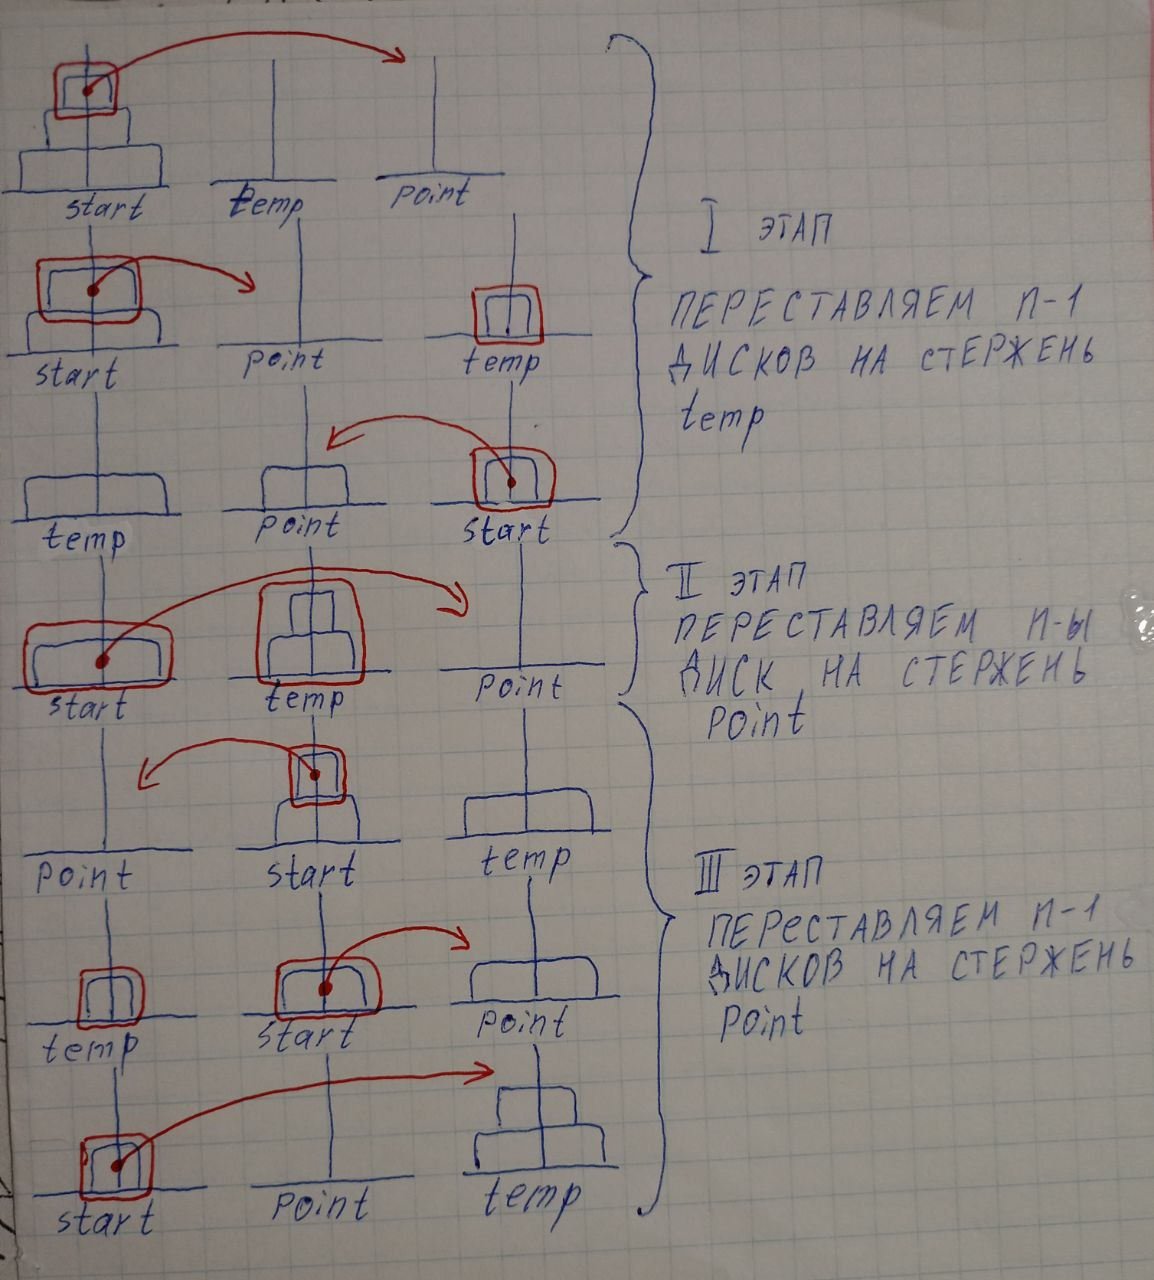 start temp point
I ЭТАП
ПЕРЕСТАВЛЯЕМ n-1
ДИСКОВ НА СТЕРЖЕНЬ
temp
start point temp
temp point start
II ЭТАП
ПЕРЕСТАВЛЯЕМ n-ы
ДИСК НА СТЕРЖЕНЬ
point
start temp point
point start temp
III ЭТАП
ПЕРЕСТАВЛЯЕМ n-1
ДИСКОВ НА СТЕРЖЕНЬ
point
temp start point
start point temp